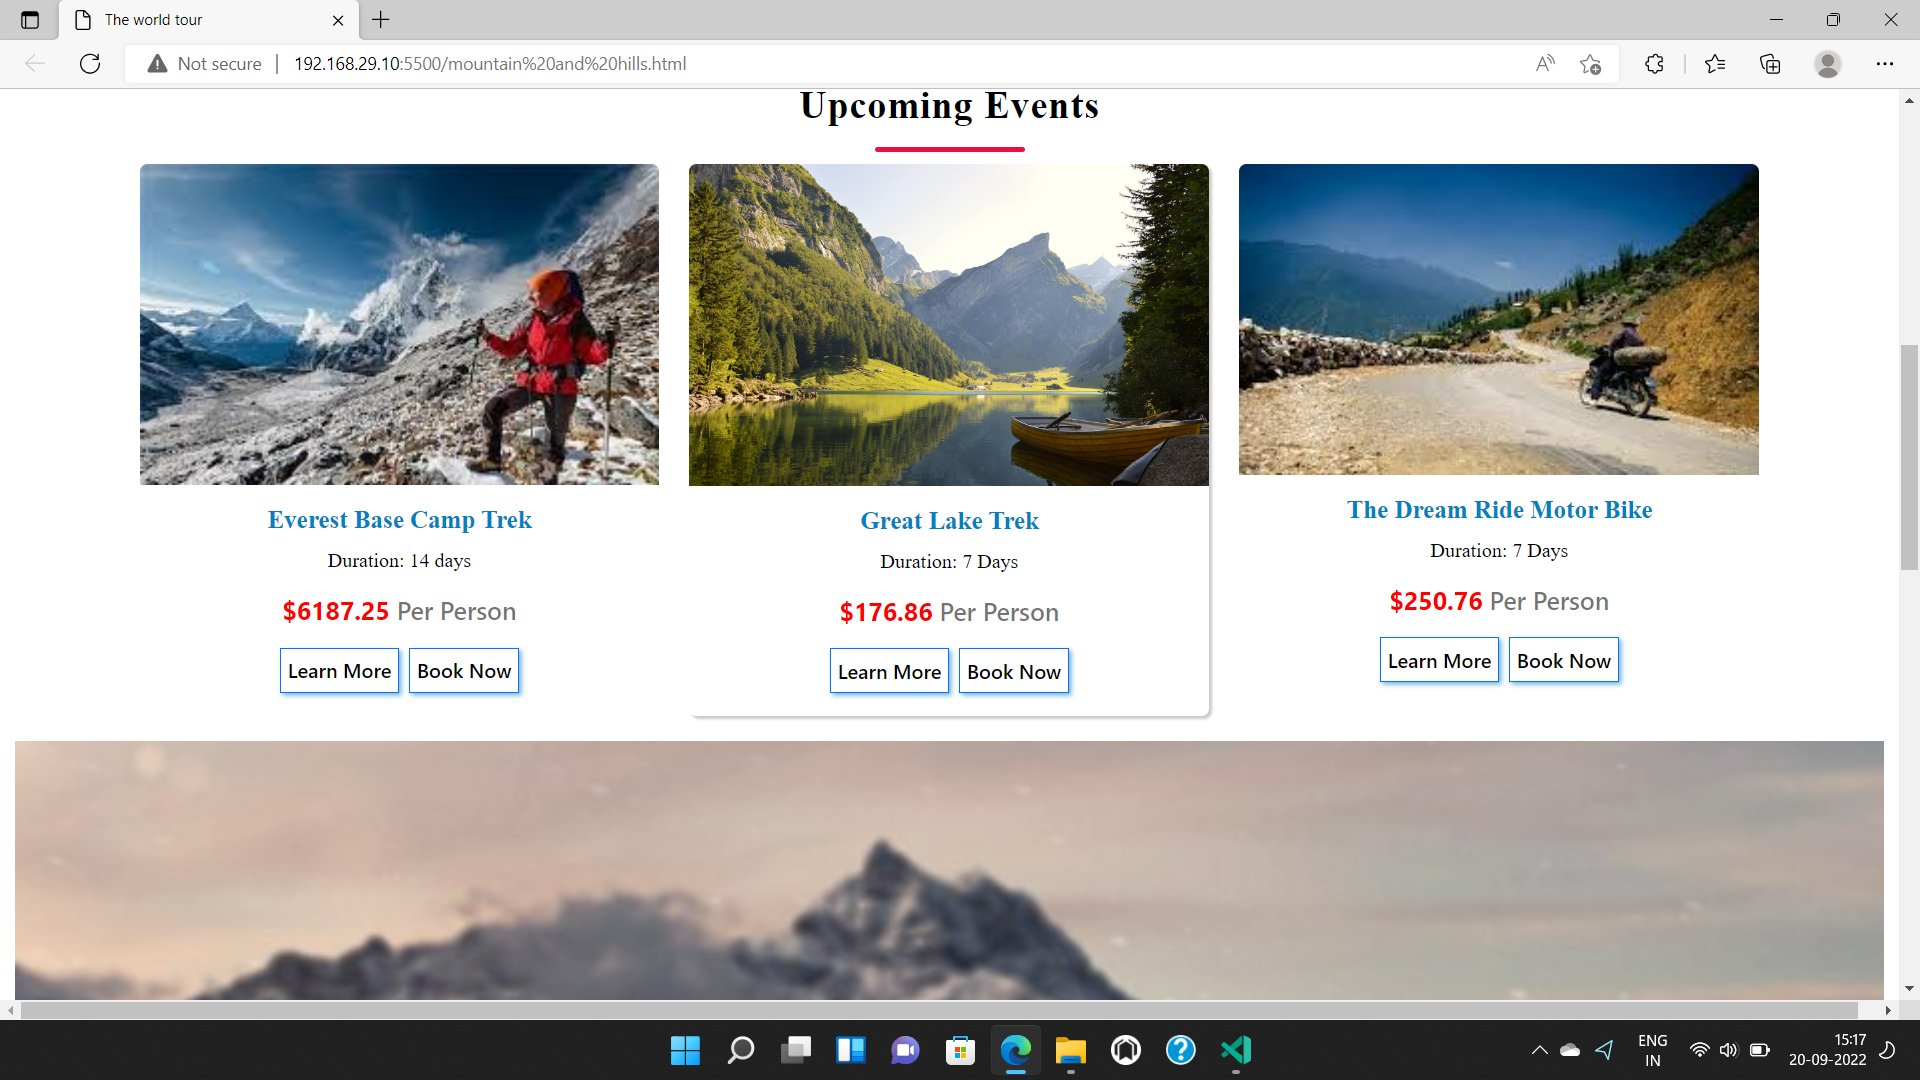 The world tour
Not secure
192.168.29.10:5500/mountain%20and%20hills.html
Upcoming Events
Everest Base Camp Trek
Duration: 14 days
$6187.25 Per Person
Learn More
Book Now
Great Lake Trek
Duration: 7 Days
$176.86 Per Person
Learn More
Book Now
The Dream Ride Motor Bike
Duration: 7 Days
$250.76 Per Person
Learn More
Book Now
ENG
IN
15:17
20-09-2022